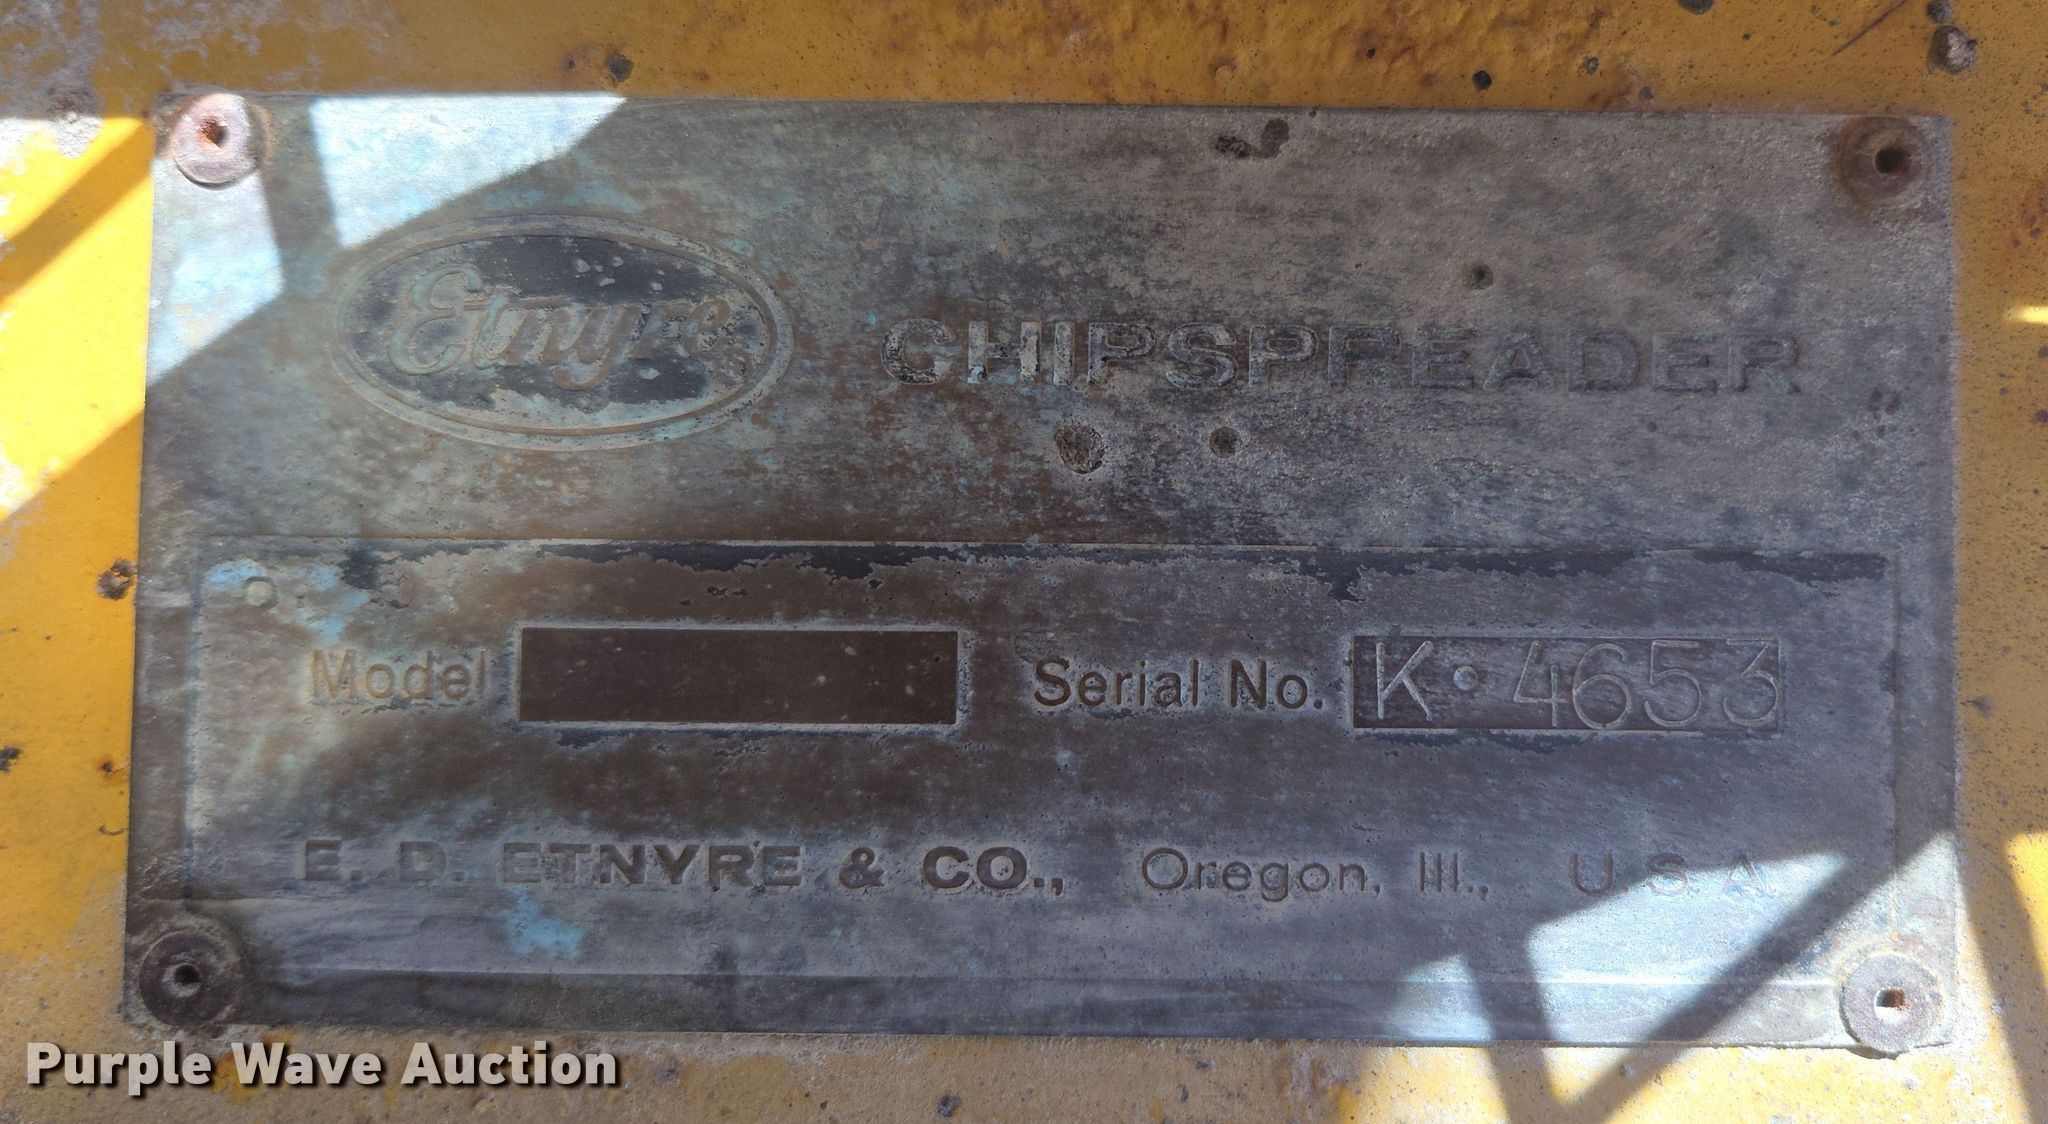 Etnyre® CHIPSPREADER
Model Serial No. K•4653
E. D. ETNYRE & CO., Oregon, Ill., U.S.A.
Purple Wave Auction